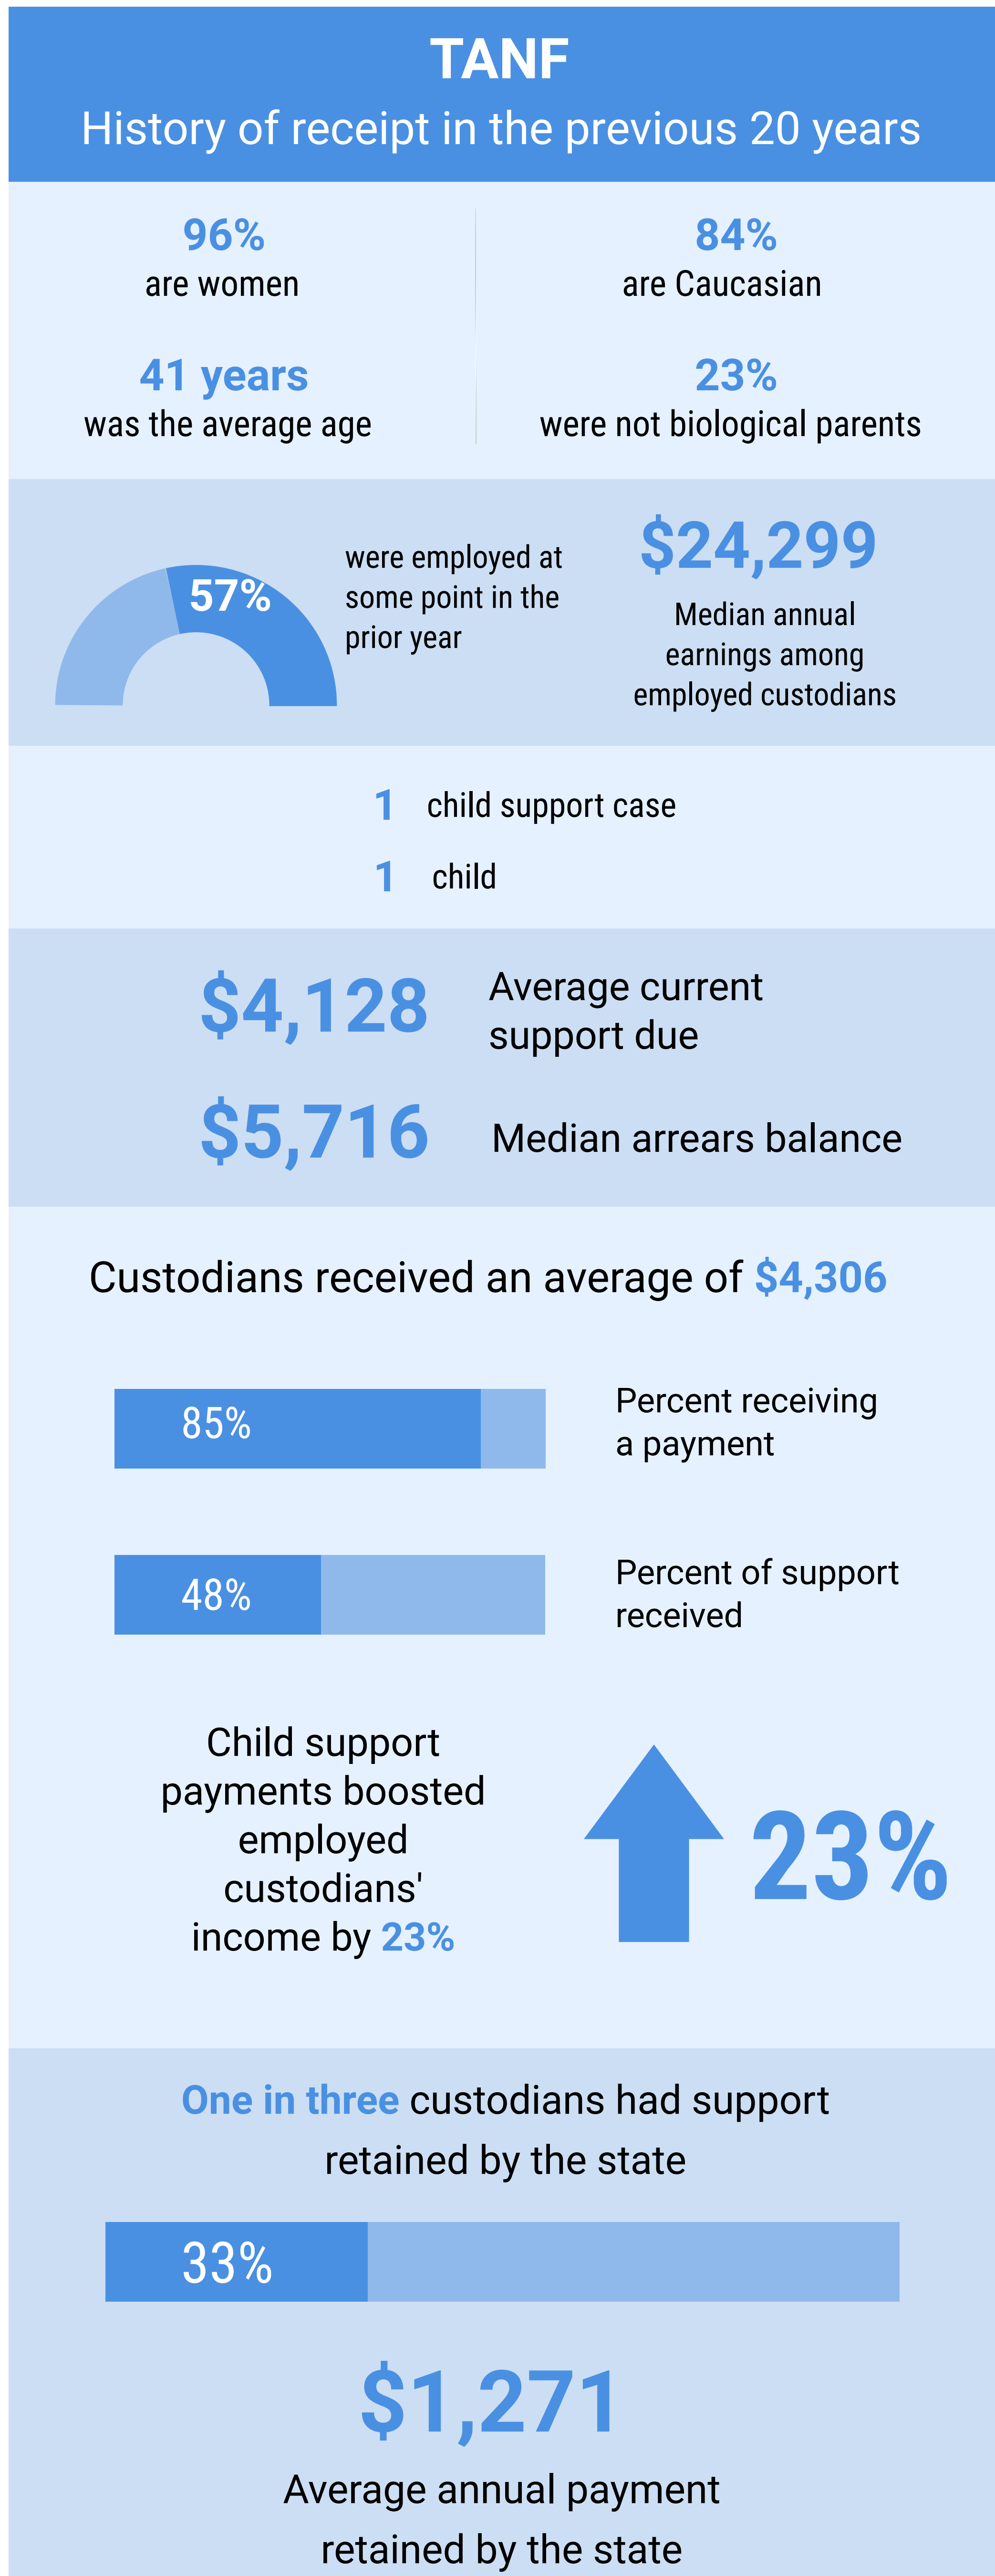 TANF
History of receipt in the previous 20 years
96%
are women
84%
are Caucasian
41 years
was the average age
23%
were not biological parents
57%
were employed at
some point in the
prior year
$24,299
Median annual
earnings among
employed custodians
1 child support case
1 child
$4,128
Average current
support due
$5,716
Median arrears balance
Custodians received an average of $4,306
85%
Percent receiving
a payment
48%
Percent of support
received
Child support
payments boosted
employed
custodians'
income by 23%
23%
One in three custodians had support
retained by the state
33%
$1,271
Average annual payment
retained by the state